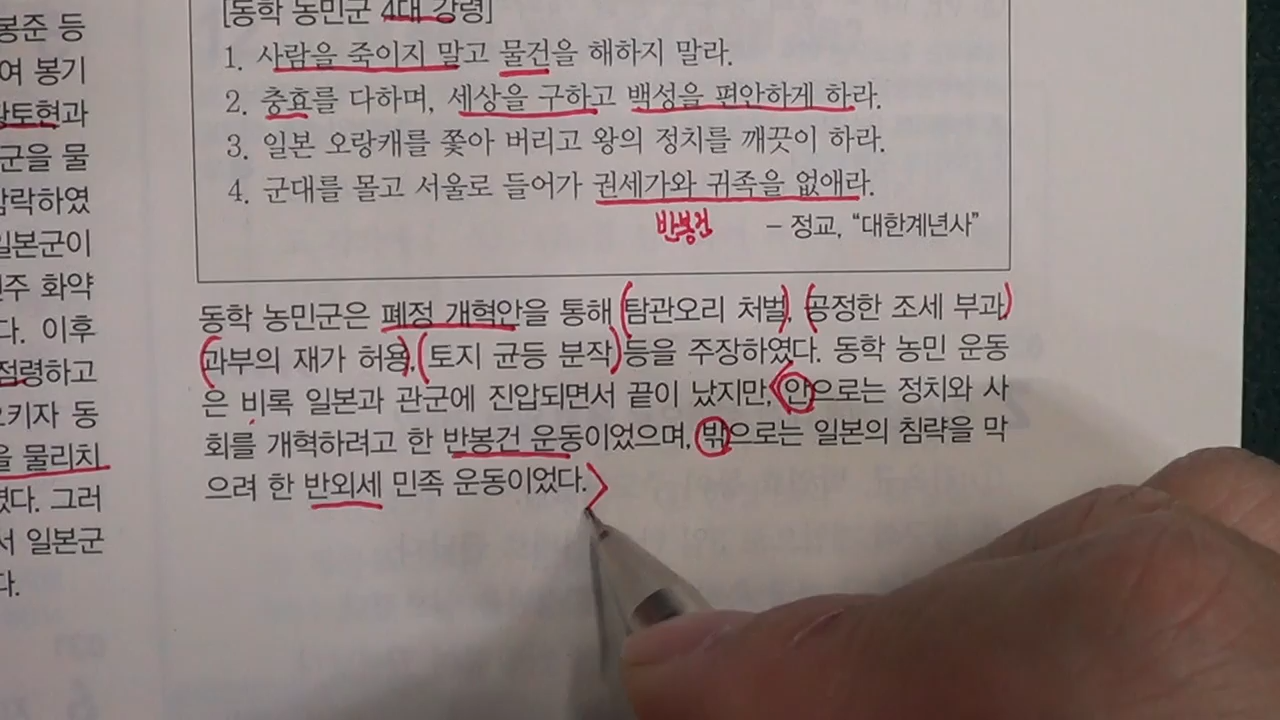 봉준 등
여 봉기
황토현과
군을 물
함락하였
일본군이
전주 화약
다. 이후
점령하고
으키자 동
을 물리치
였다. 그러
서 일본군
다.
[동학 농민군 4대 강령]
1. 사람을 죽이지 말고 물건을 해하지 말라.
2. 충효를 다하며, 세상을 구하고 백성을 편안하게 하라.
3. 일본 오랑캐를 쫓아 버리고 왕의 정치를 깨끗이 하라.
4. 군대를 몰고 서울로 들어가 권세가와 귀족을 없애라.
반봉건
- 정교, “대한계년사”
동학 농민군은 폐정 개혁안을 통해 탐관오리 처벌, 공정한 조세 부과,
과부의 재가 허용, 토지 균등 분작 등을 주장하였다. 동학 농민 운동
은 비록 일본과 관군에 진압되면서 끝이 났지만, 안으로는 정치와 사
회를 개혁하려고 한 반봉건 운동이었으며, 밖으로는 일본의 침략을 막
으려 한 반외세 민족 운동이었다.